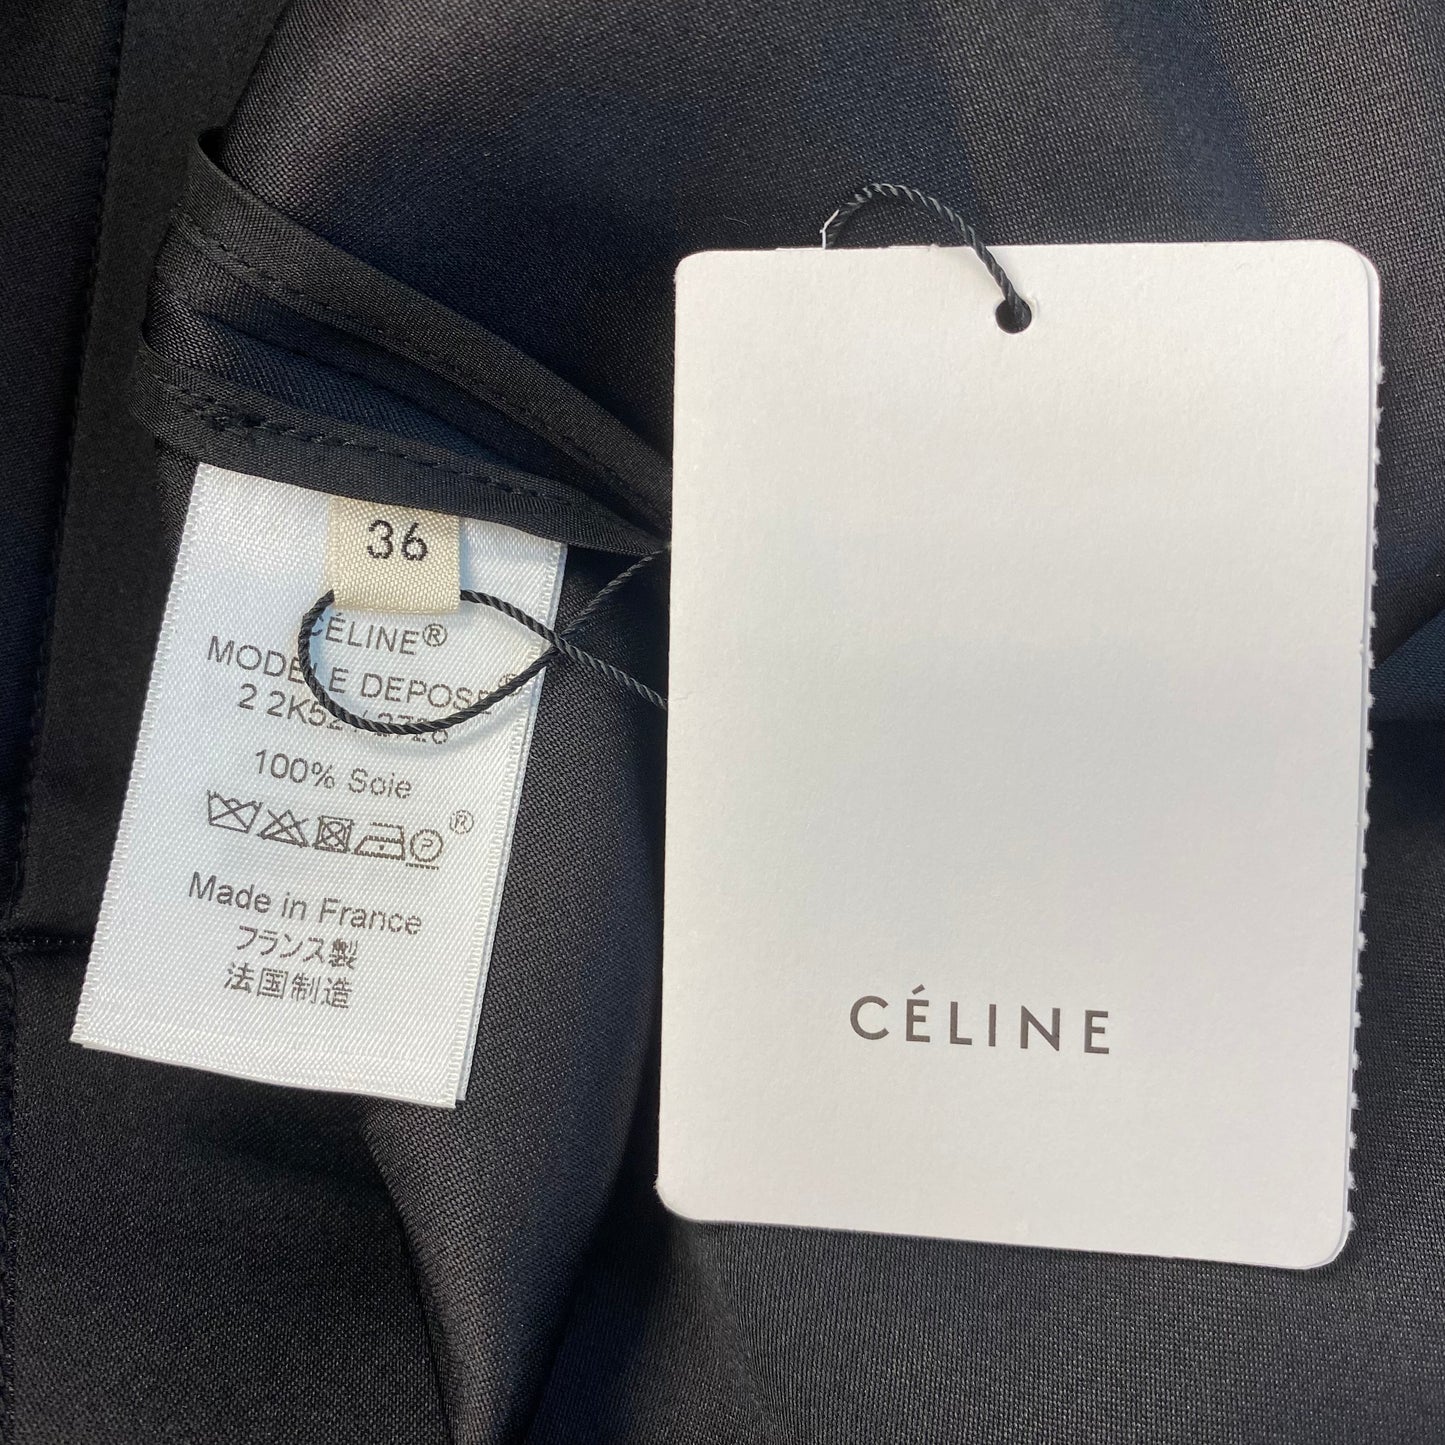 36
CÉLINE®
MODELE DEPOSE®
100% Soie
P ®
Made in France
フランス製
法国制造
CÉLINE